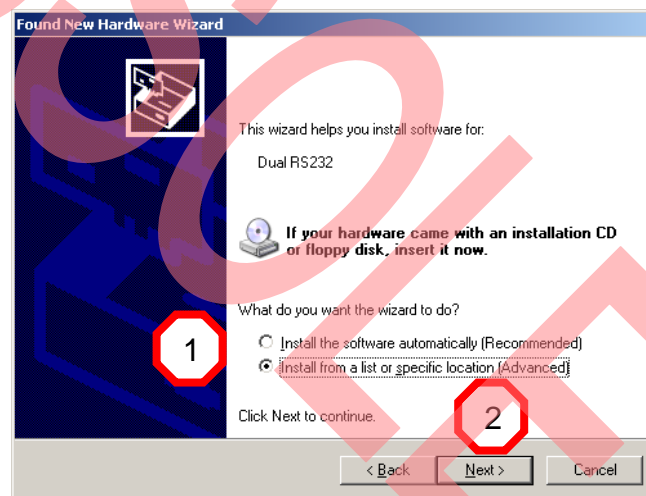 Found New Hardware Wizard
This wizard helps you install software for:
Dual RS232
If your hardware came with an installation CD
or floppy disk, insert it now.
What do you want the wizard to do?
1
Install the software automatically (Recommended)
Install from a list or specific location (Advanced)
Click Next to continue.
2
< Back
Next >
Cancel